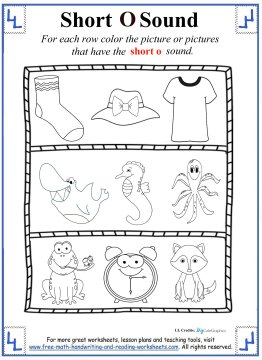 Short O Sound
For each row color the picture or pictures
that have the short o sound.
For more great worksheets, lesson plans and teaching tools, visit
www.free-math-handwriting-and-reading-worksheets.com. All rights reserved.